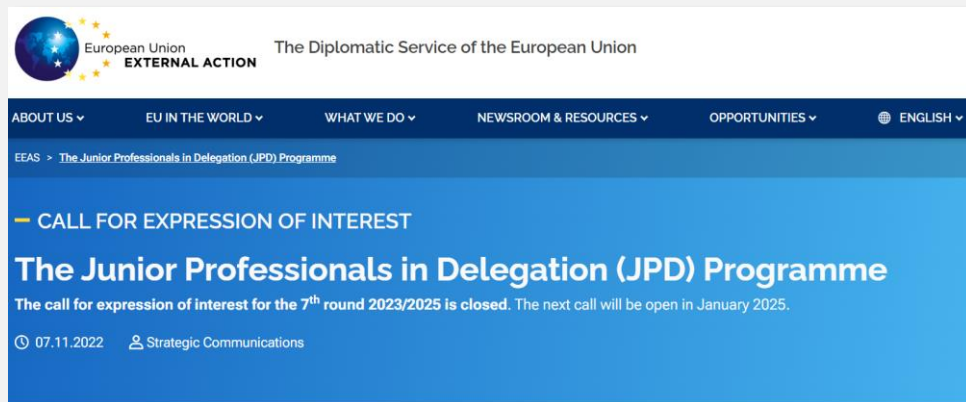 European Union
EXTERNAL ACTION
The Diplomatic Service of the European Union
ABOUT US EU IN THE WORLD WHAT WE DO NEWSROOM & RESOURCES OPPORTUNITIES ENGLISH
EEAS > The Junior Professionals in Delegation (JPD) Programme
CALL FOR EXPRESSION OF INTEREST
The Junior Professionals in Delegation (JPD) Programme
The call for expression of interest for the 7th round 2023/2025 is closed. The next call will be open in January 2025.
07.11.2022 Strategic Communications